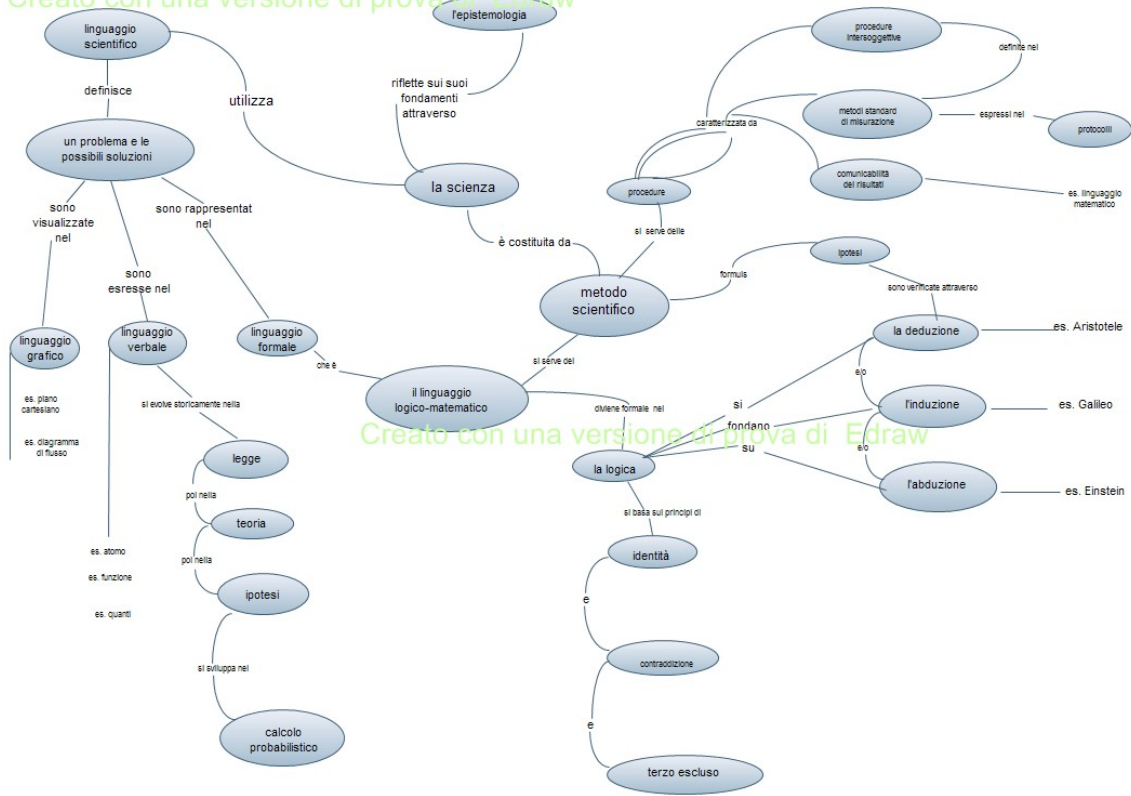 Creato con una versione di prova di Edraw
linguaggio
scientifico
l'epistemologia
procedure
intersoggettive
definite nei
definisce
utilizza
riflette sui suoi
fondamenti
attraverso
caratterizzata da
metodi standard
di misurazione
espressi nei
protocolli
un problema e le
possibili soluzioni
la scienza
procedure
comunicabilità
dei risultati
es. linguaggio
matematico
sono
visualizzate
nel
sono rappresentat
nel
si serve delle
è costituita da
ipotesi
formuls
sono
esresse nel
metodo
scientifico
sono verificate attraverso
linguaggio
grafico
linguaggio
verbale
linguaggio
formale
la deduzione
es. Aristotele
che è
si serve del
e/o
es. piano
cartesiano
si evolve storicamente nella
il linguaggio
logico-matematico
diviene formale nel
si
fondano
su
l'induzione
es. Galileo
Creato con una versione di prova di Edraw
es. diagramma
di flusso
legge
la logica
e/o
l'abduzione
es. Einstein
poi nella
si basa sui principi di
teoria
es. atomo
poi nella
identità
es. funzione
ipotesi
es. quanti
e
si sviluppa nel
contraddizione
e
calcolo
probabilistico
terzo escluso